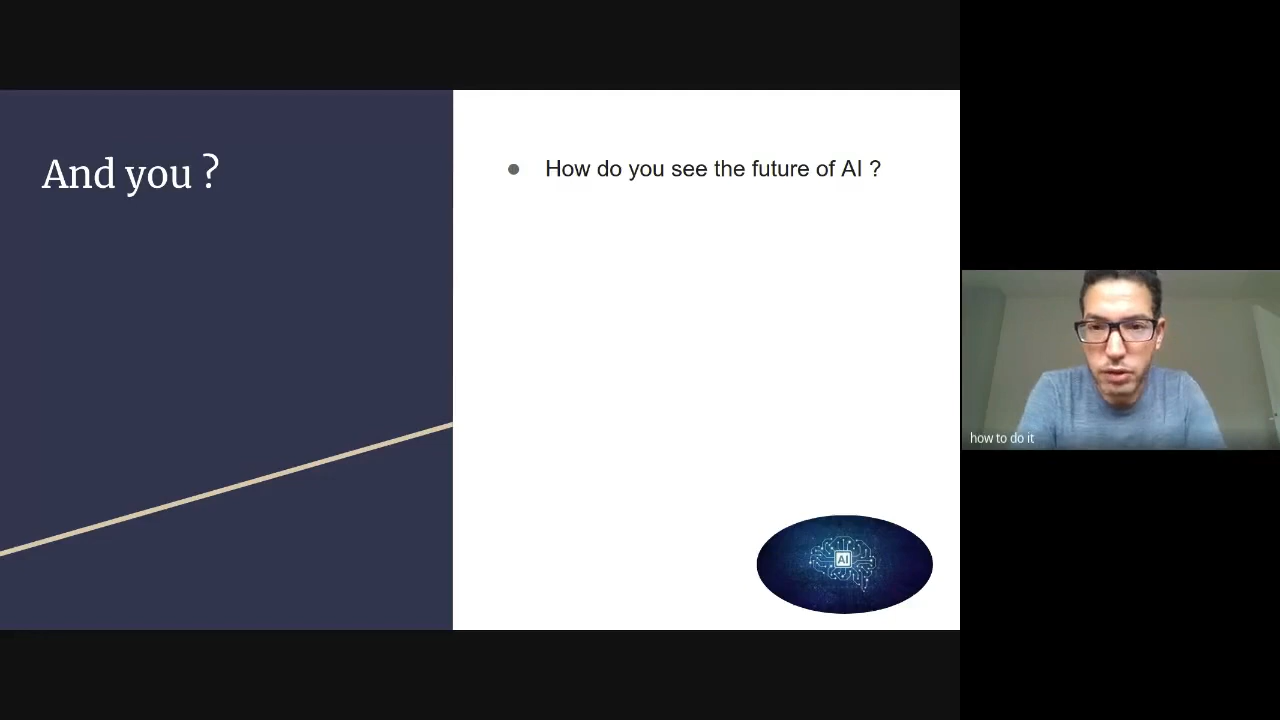 And you ?
How do you see the future of AI ?
AI
how to do it